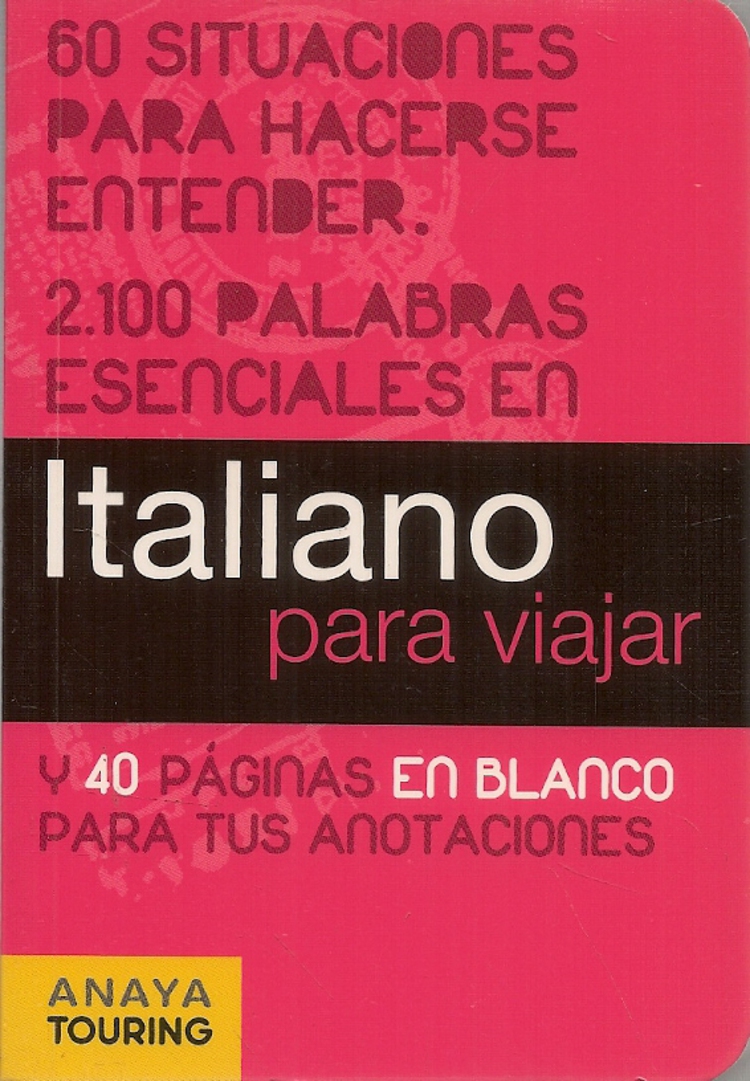 60 SITUACIONES
PARA HACERSE
ENTENDER.
2.100 PALABRAS
ESENCIALES EN
Italiano
para viajar
Y 40 PÁGINAS EN BLANCO
PARA TUS ANOTACIONES
ANAYA
TOURING